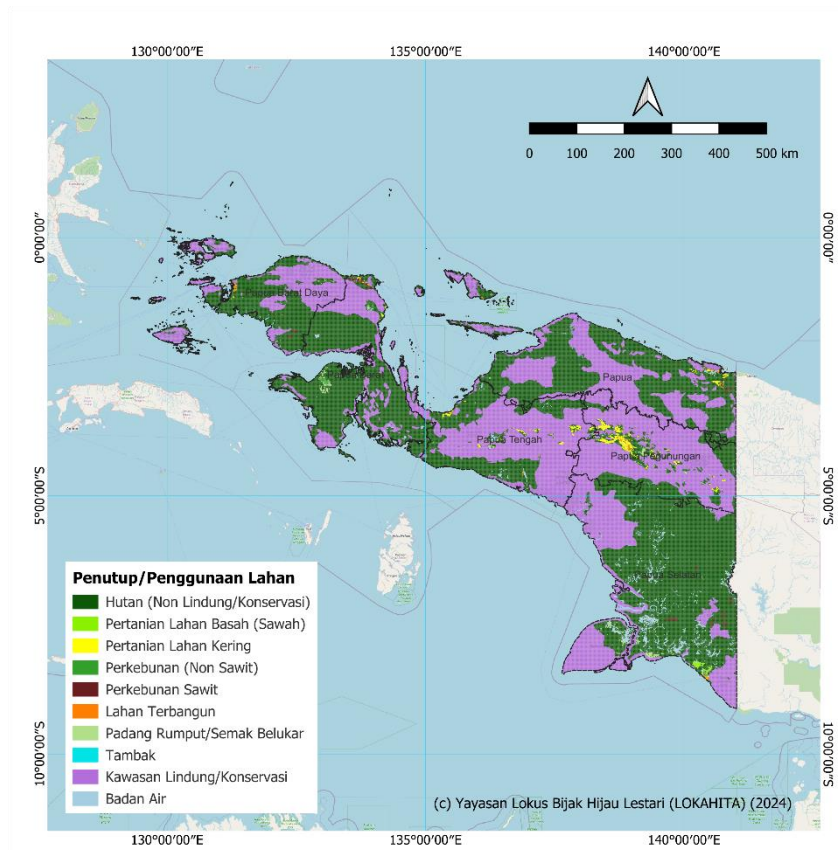 130°00′00″E 135°00′00″E 140°00′00″E
0 100 200 300 400 500 km
0°00′00″ 0°00′00″
Papua Barat Daya
Papua
Papua Tengah
Papua Pegunungan
5°00′00″S 5°00′00″S
Papua Selatan
Penutup/Penggunaan Lahan
Hutan (Non Lindung/Konservasi)
Pertanian Lahan Basah (Sawah)
Pertanian Lahan Kering
Perkebunan (Non Sawit)
Perkebunan Sawit
Lahan Terbangun
Padang Rumput/Semak Belukar
Tambak
Kawasan Lindung/Konservasi
Badan Air
10°00′00″S 10°00′00″S
(c) Yayasan Lokus Bijak Hijau Lestari (LOKAHITA) (2024)
130°00′00″E 135°00′00″E 140°00′00″E